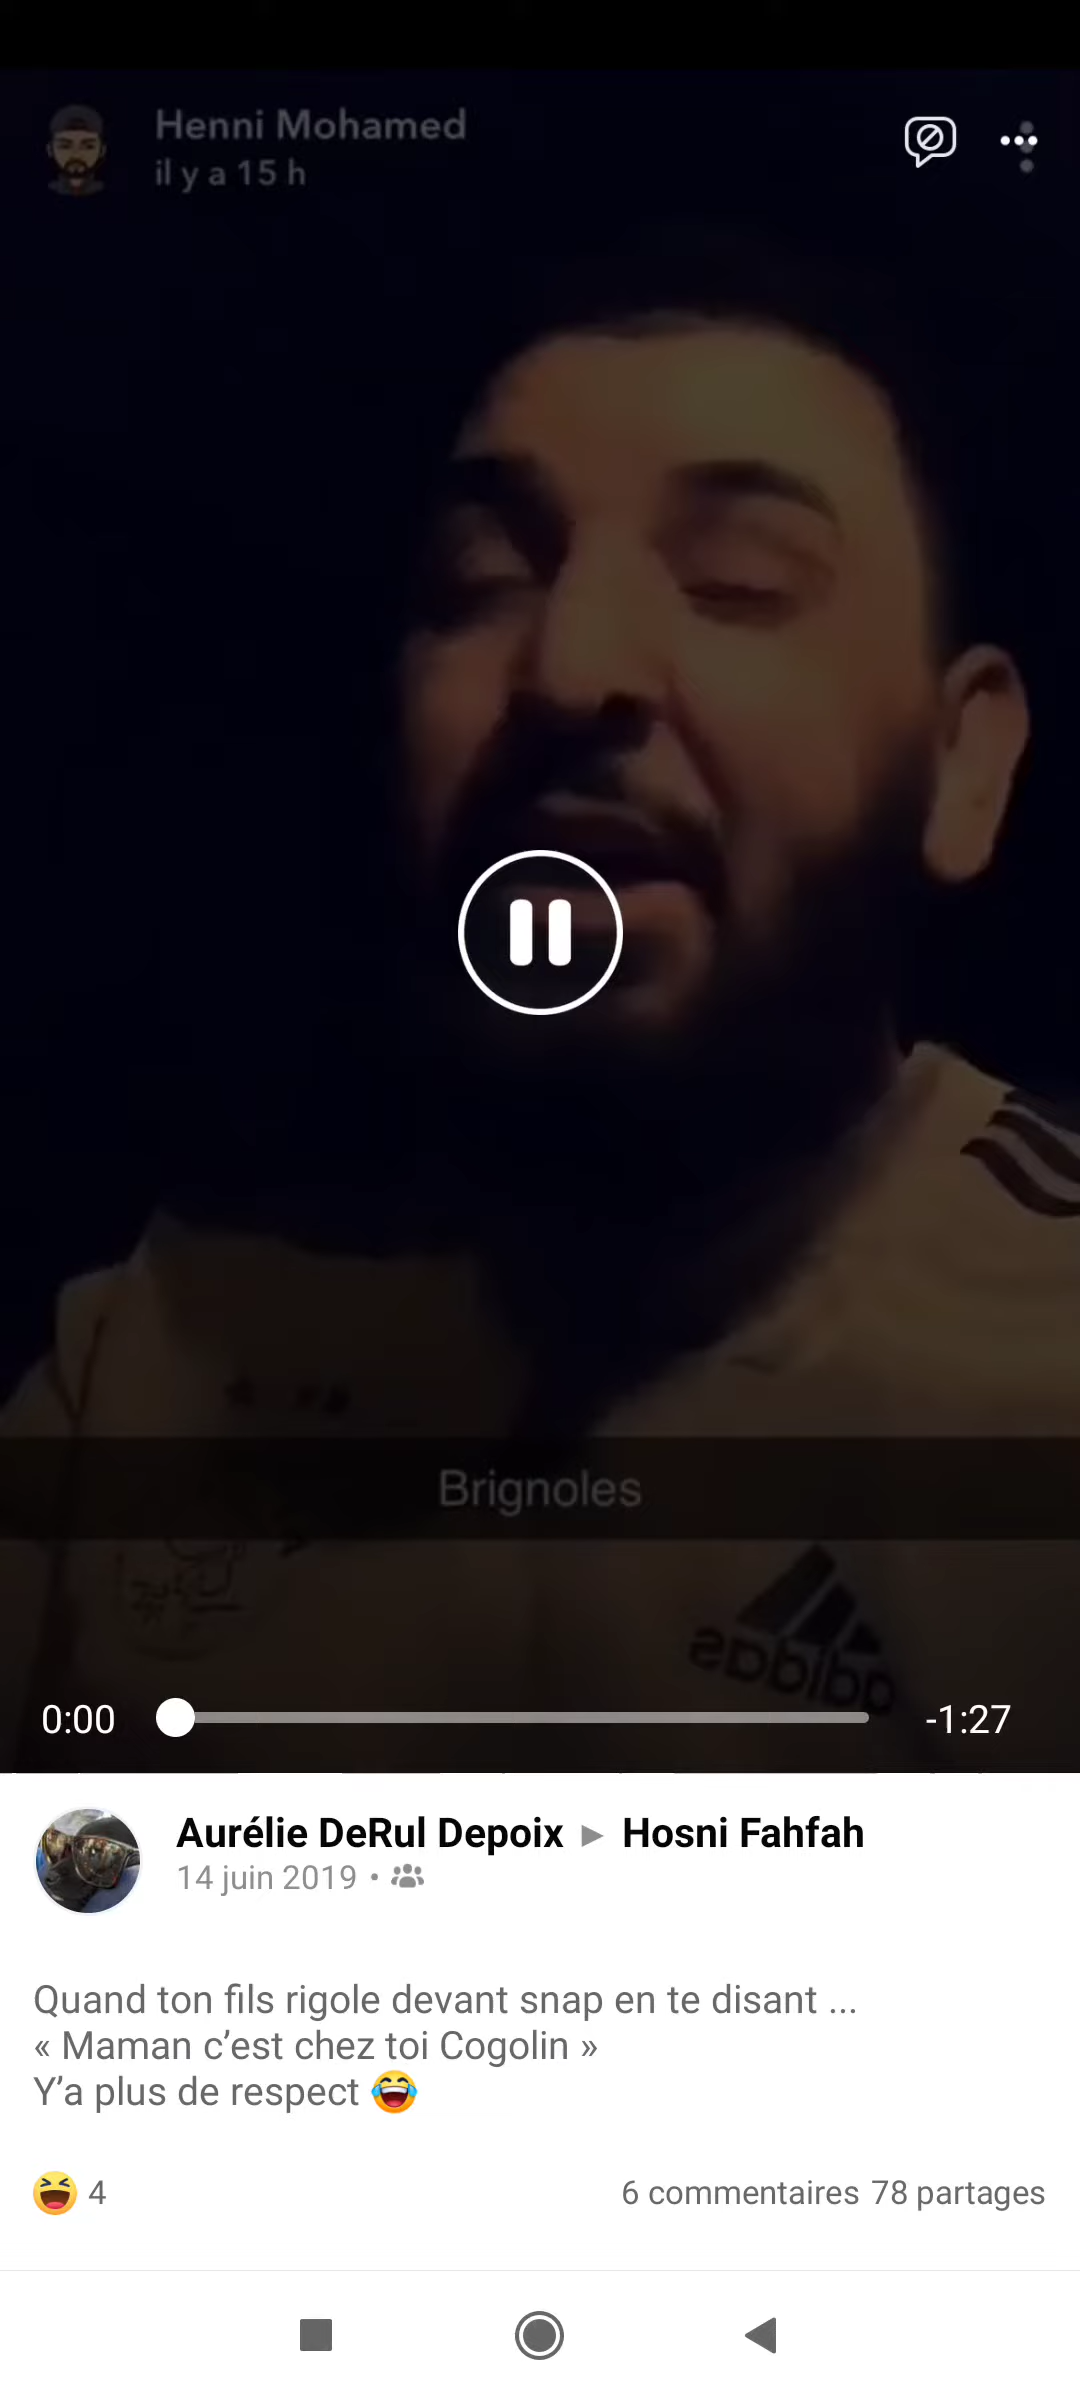 Henni Mohamed
il y a 15 h
Brignoles
adidas
0:00
-1:27
Aurélie DeRul Depoix ▶ Hosni Fahfah
14 juin 2019 •
Quand ton fils rigole devant snap en te disant ...
« Maman c’est chez toi Cogolin »
Y’a plus de respect 😂
😆 4
6 commentaires 78 partages